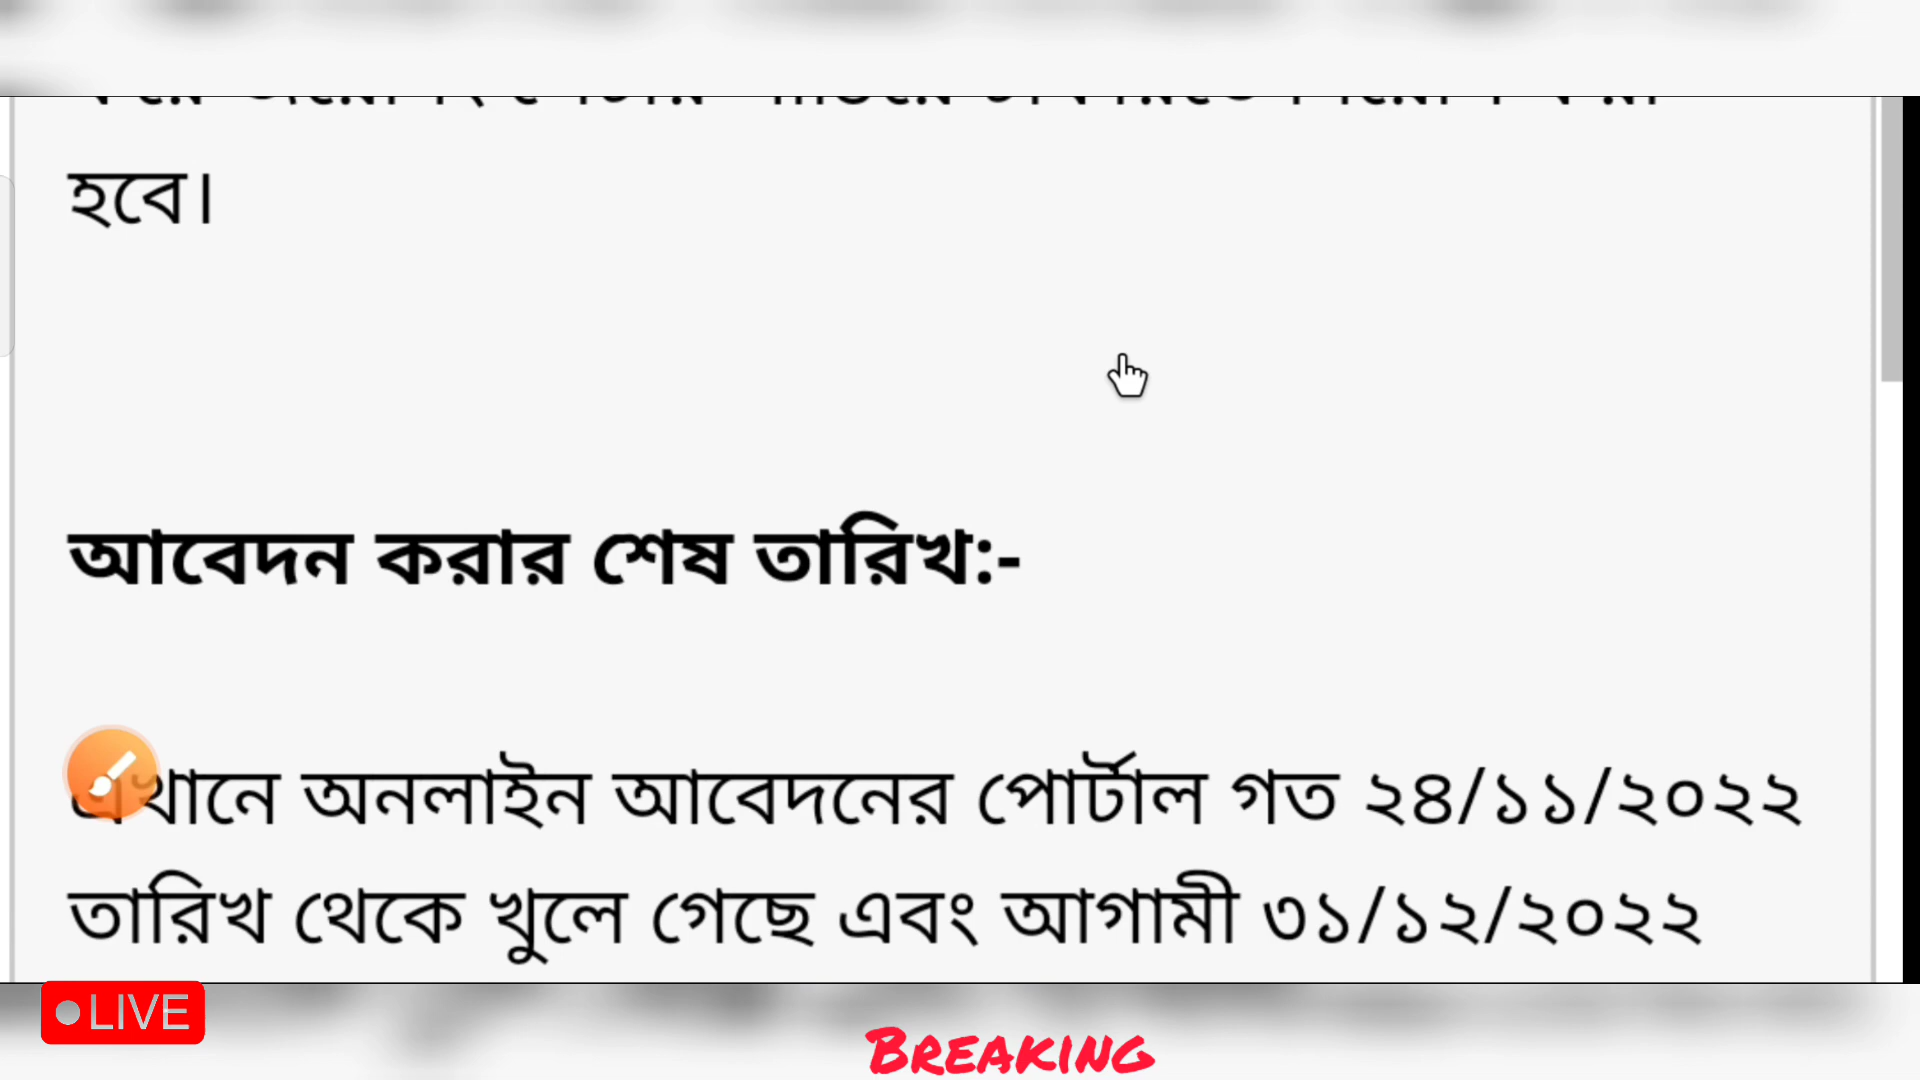 হবে।
আবেদন করার শেষ তারিখ:-
এখানে অনলাইন আবেদনের পোর্টাল গত ২৪/১১/২০২২
তারিখ থেকে খুলে গেছে এবং আগামী ৩১/১২/২০২২
LIVE
BREAKING